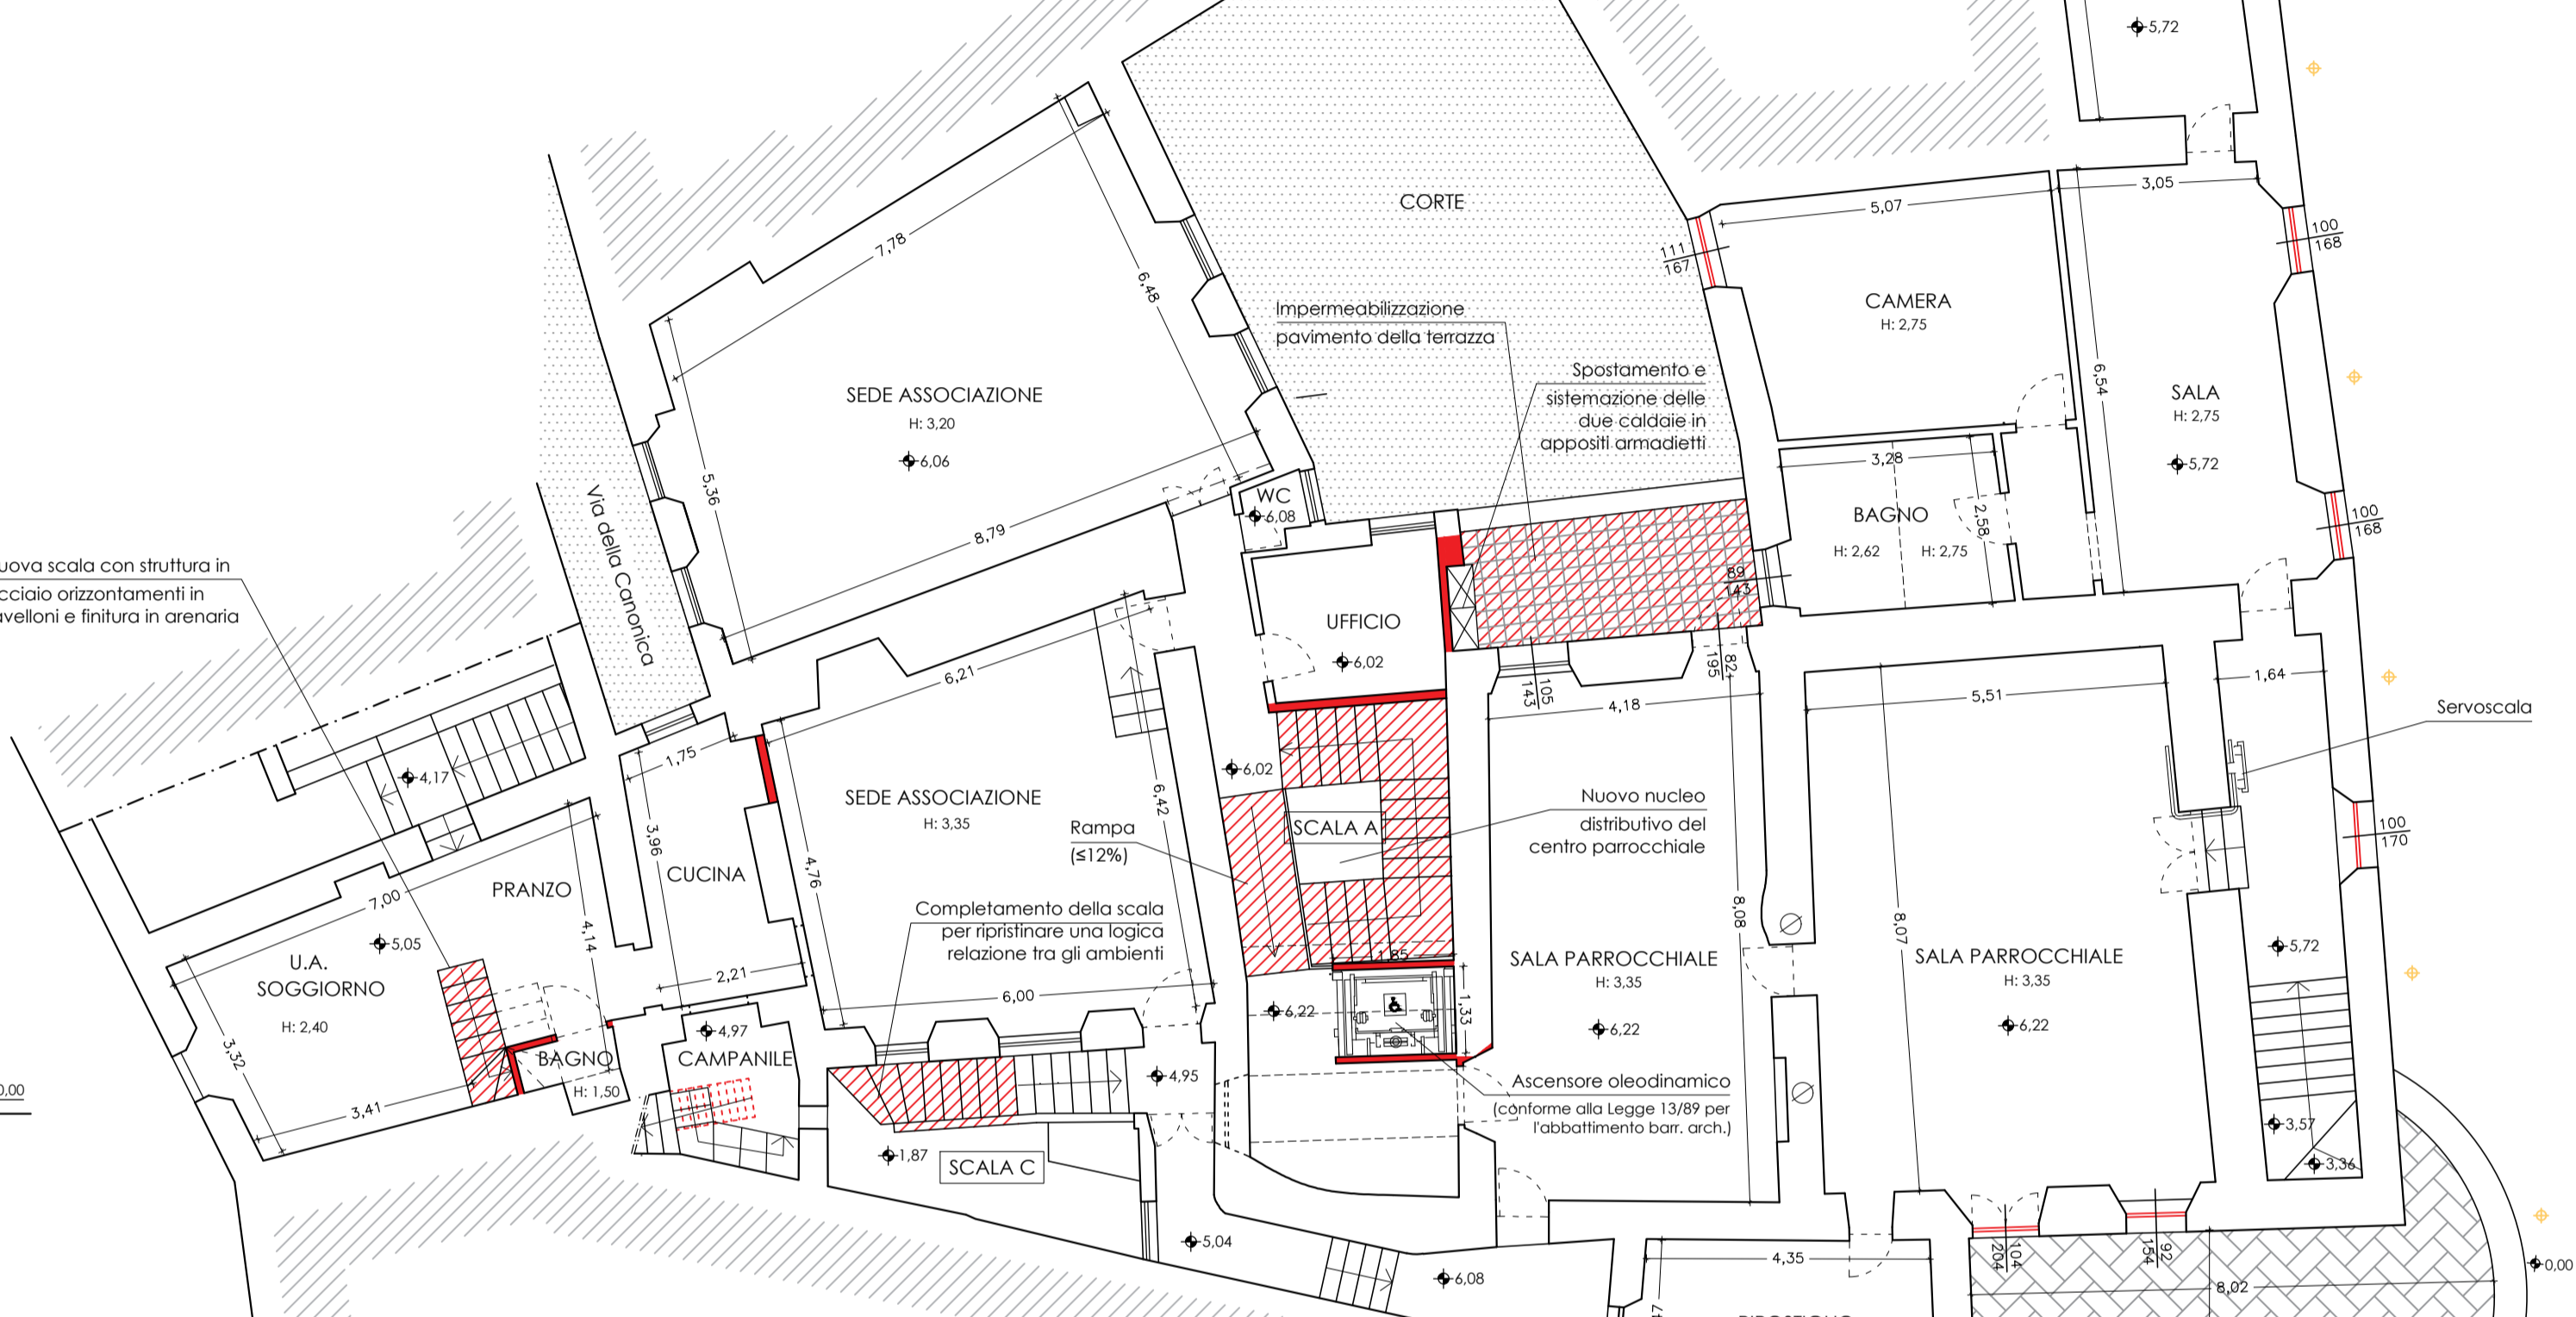 5,72
3,05
5,07
100
168
111
167
CORTE
7,78
6,48
CAMERA
H: 2,75
Impermeabilizzazione
pavimento della terrazza
Spostamento e
sistemazione delle
due caldaie in
appositi armadietti
SEDE ASSOCIAZIONE
H: 3,20
6,06
5,36
8,79
6,54
SALA
H: 2,75
5,72
3,28
BAGNO
H: 2,62
H: 2,75
2,58
100
168
WC
6,08
Via della Canonica
uova scala con struttura in
cciaio orizzontamenti in
avelloni e finitura in arenaria
89
143
UFFICIO
6,02
82
195
105
143
4,18
5,51
1,64
Servoscala
6,21
1,75
4,17
6,02
SEDE ASSOCIAZIONE
H: 3,35
6,42
3,96
4,76
CUCINA
Rampa
(≤12%)
SCALA A
Nuovo nucleo
distributivo del
centro parrocchiale
100
170
PRANZO
7,00
4,14
5,05
U.A.
SOGGIORNO
H: 2,40
Completamento della scala
per ripristinare una logica
relazione tra gli ambienti
8,08
8,07
1,85
SALA PARROCCHIALE
H: 3,35
6,22
SALA PARROCCHIALE
H: 3,35
6,22
5,72
2,21
6,00
6,22
1,33
3,32
3,41
BAGNO
H: 1,50
4,97
CAMPANILE
4,95
Ascensore oleodinamico
(conforme alla Legge 13/89 per
l'abbattimento barr. arch.)
0,00
1,87
SCALA C
3,57
3,36
5,04
6,08
4,35
104
204
92
154
8,02
0,00